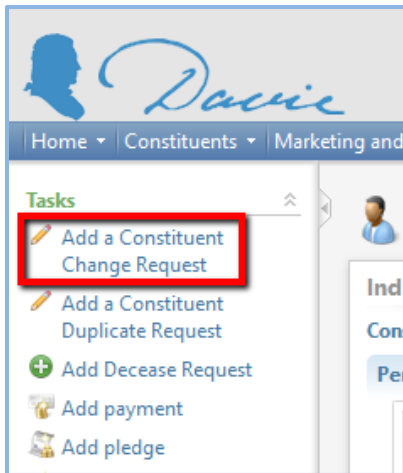 Davie
Home Constituents Marketing and
Tasks
Add a Constituent
Change Request
Ind
Add a Constituent
Duplicate Request
Con
Add Decease Request
Pe
Add payment
Add pledge